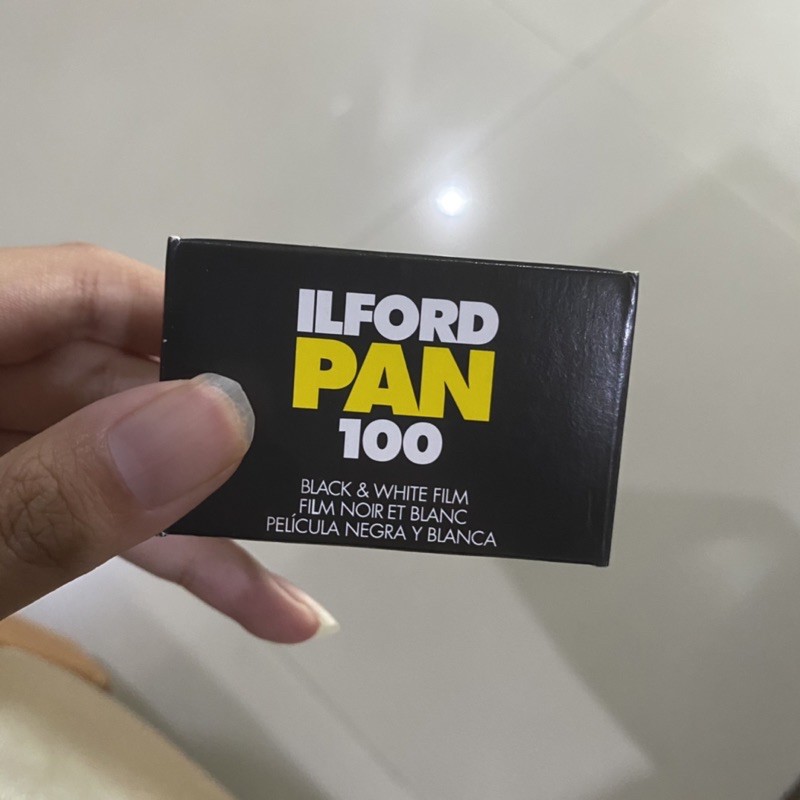 ILFORD
PAN
100
BLACK & WHITE FILM
FILM NOIR ET BLANC
PELÍCULA NEGRA Y BLANCA